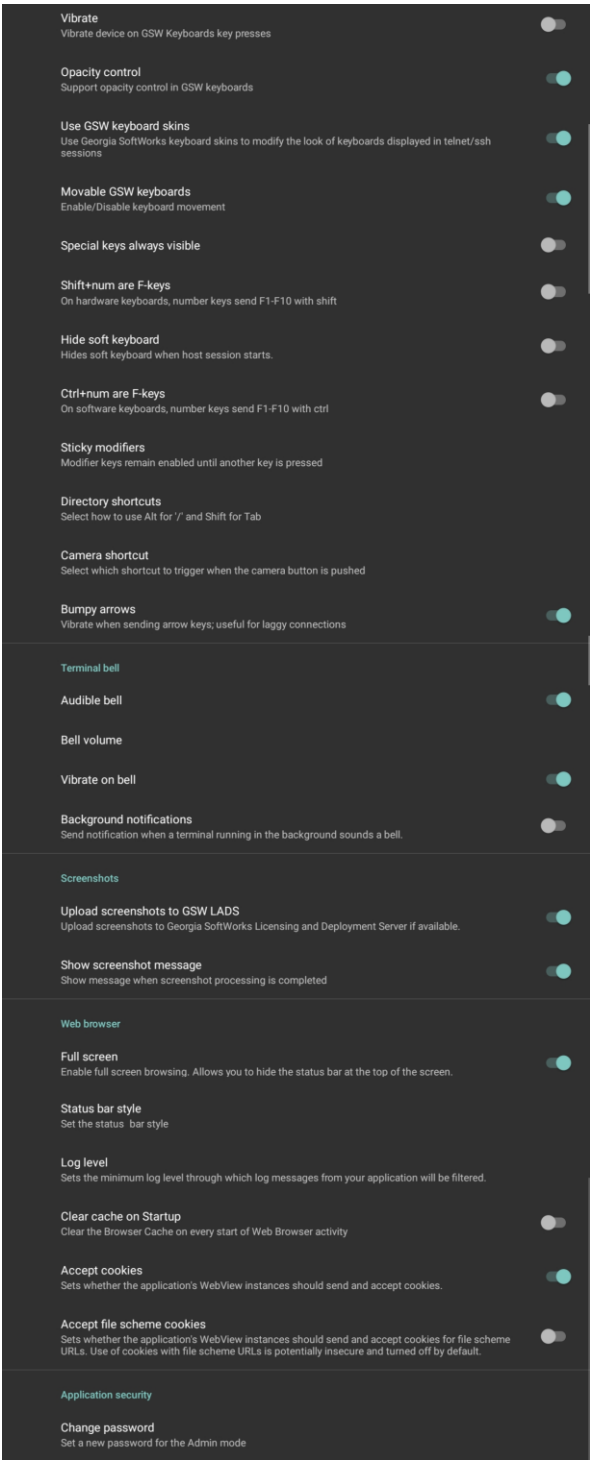 Vibrate
Vibrate device on GSW Keyboards key presses
Opacity control
Support opacity control in GSW keyboards
Use GSW keyboard skins
Use Georgia SoftWorks keyboard skins to modify the look of keyboards displayed in telnet/ssh
sessions
Movable GSW keyboards
Enable/Disable keyboard movement
Special keys always visible
Shift+num are F-keys
On hardware keyboards, number keys send F1-F10 with shift
Hide soft keyboard
Hides soft keyboard when host session starts.
Ctrl+num are F-keys
On software keyboards, number keys send F1-F10 with ctrl
Sticky modifiers
Modifier keys remain enabled until another key is pressed
Directory shortcuts
Select how to use Alt for '/' and Shift for Tab
Camera shortcut
Select which shortcut to trigger when the camera button is pushed
Bumpy arrows
Vibrate when sending arrow keys; useful for laggy connections
Terminal bell
Audible bell
Bell volume
Vibrate on bell
Background notifications
Send notification when a terminal running in the background sounds a bell.
Screenshots
Upload screenshots to GSW LADS
Upload screenshots to Georgia SoftWorks Licensing and Deployment Server if available.
Show screenshot message
Show message when screenshot processing is completed
Web browser
Full screen
Enable full screen browsing. Allows you to hide the status bar at the top of the screen.
Status bar style
Set the status bar style
Log level
Sets the minimum log level through which log messages from your application will be filtered.
Clear cache on Startup
Clear the Browser Cache on every start of Web Browser activity
Accept cookies
Sets whether the application's WebView instances should send and accept cookies.
Accept file scheme cookies
Sets whether the application's WebView instances should send and accept cookies for file scheme
URLs. Use of cookies with file scheme URLs is potentially insecure and turned off by default.
Application security
Change password
Set a new password for the Admin mode